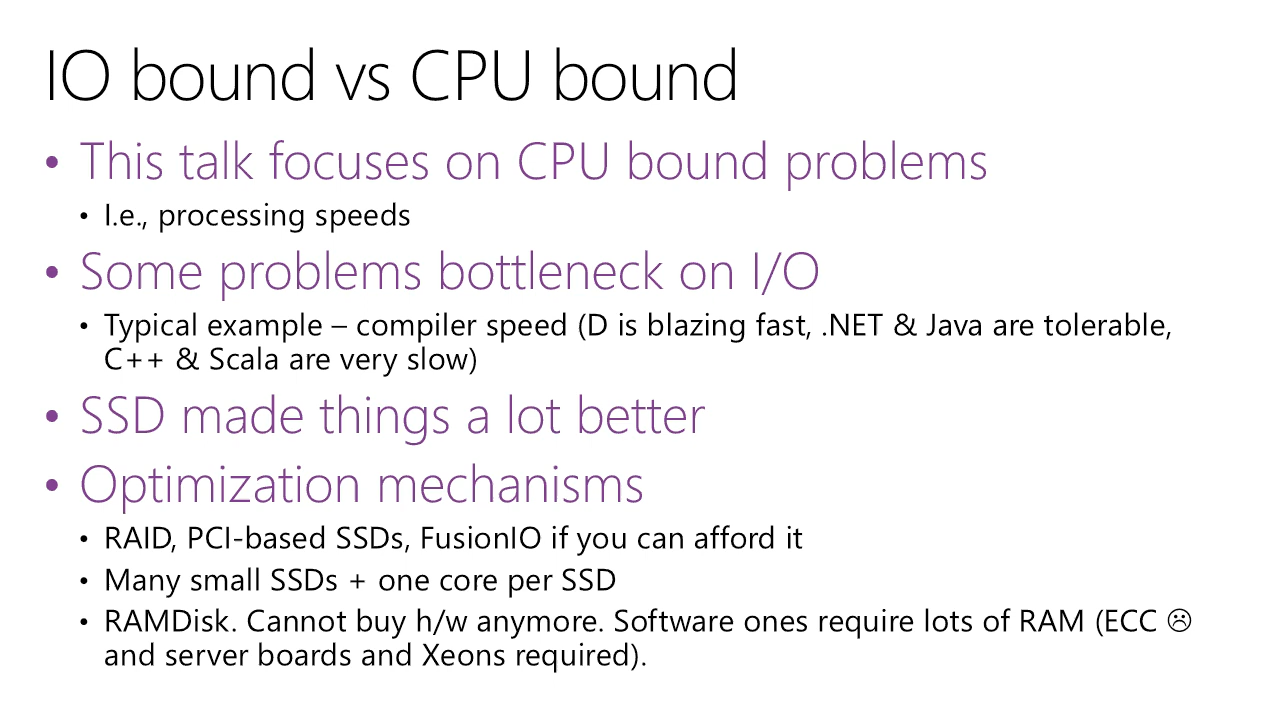 IO bound vs CPU bound
• This talk focuses on CPU bound problems
• I.e., processing speeds
• Some problems bottleneck on I/O
• Typical example – compiler speed (D is blazing fast, .NET & Java are tolerable,
C++ & Scala are very slow)
• SSD made things a lot better
• Optimization mechanisms
• RAID, PCI-based SSDs, FusionIO if you can afford it
• Many small SSDs + one core per SSD
• RAMDisk. Cannot buy h/w anymore. Software ones require lots of RAM (ECC ☹
and server boards and Xeons required).